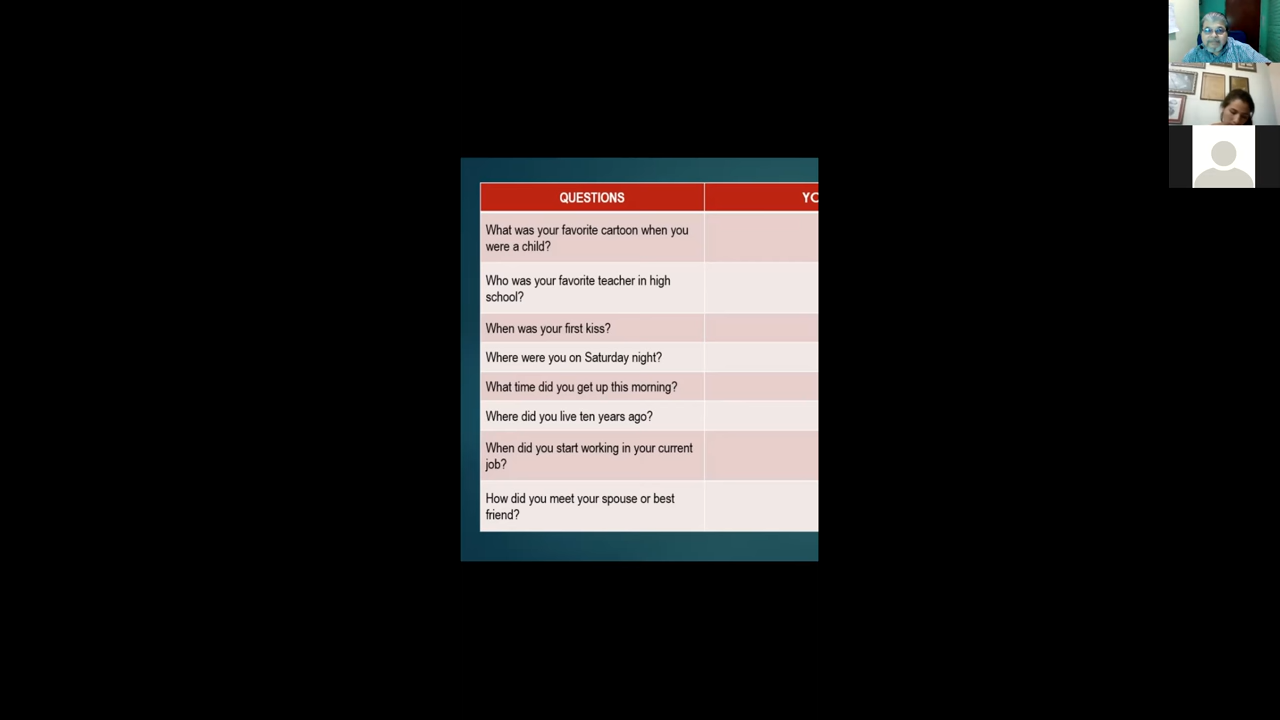 QUESTIONS
YO
What was your favorite cartoon when you
were a child?
Who was your favorite teacher in high
school?
When was your first kiss?
Where were you on Saturday night?
What time did you get up this morning?
Where did you live ten years ago?
When did you start working in your current
job?
How did you meet your spouse or best
friend?